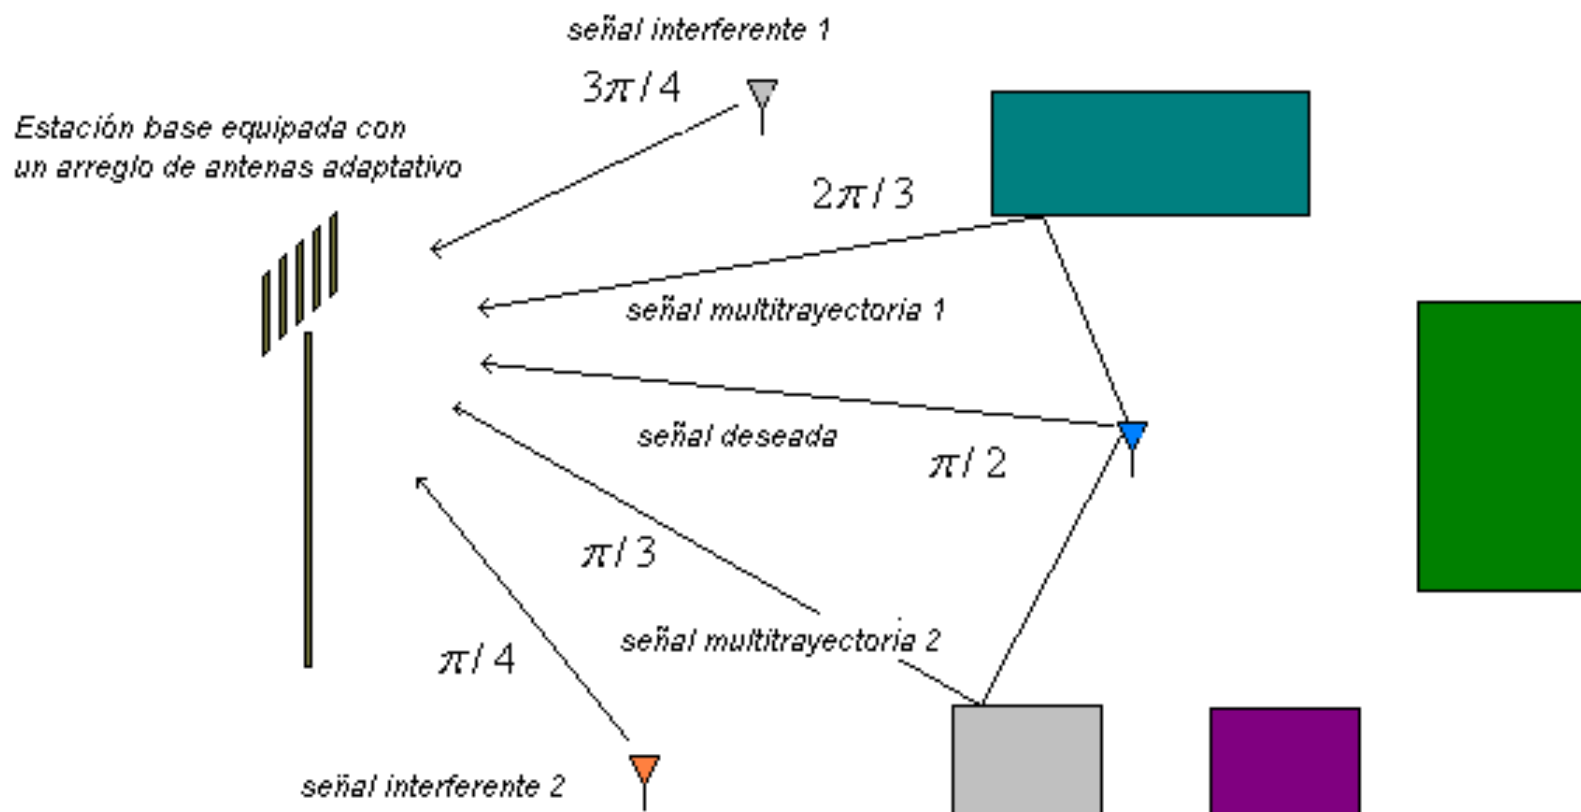 señal interferente 1
3π/4
Estación base equipada con
un arreglo de antenas adaptativo
2π/3
señal multitrayectoria 1
señal deseada
π/2
π/3
señal multitrayectoria 2
π/4
señal interferente 2